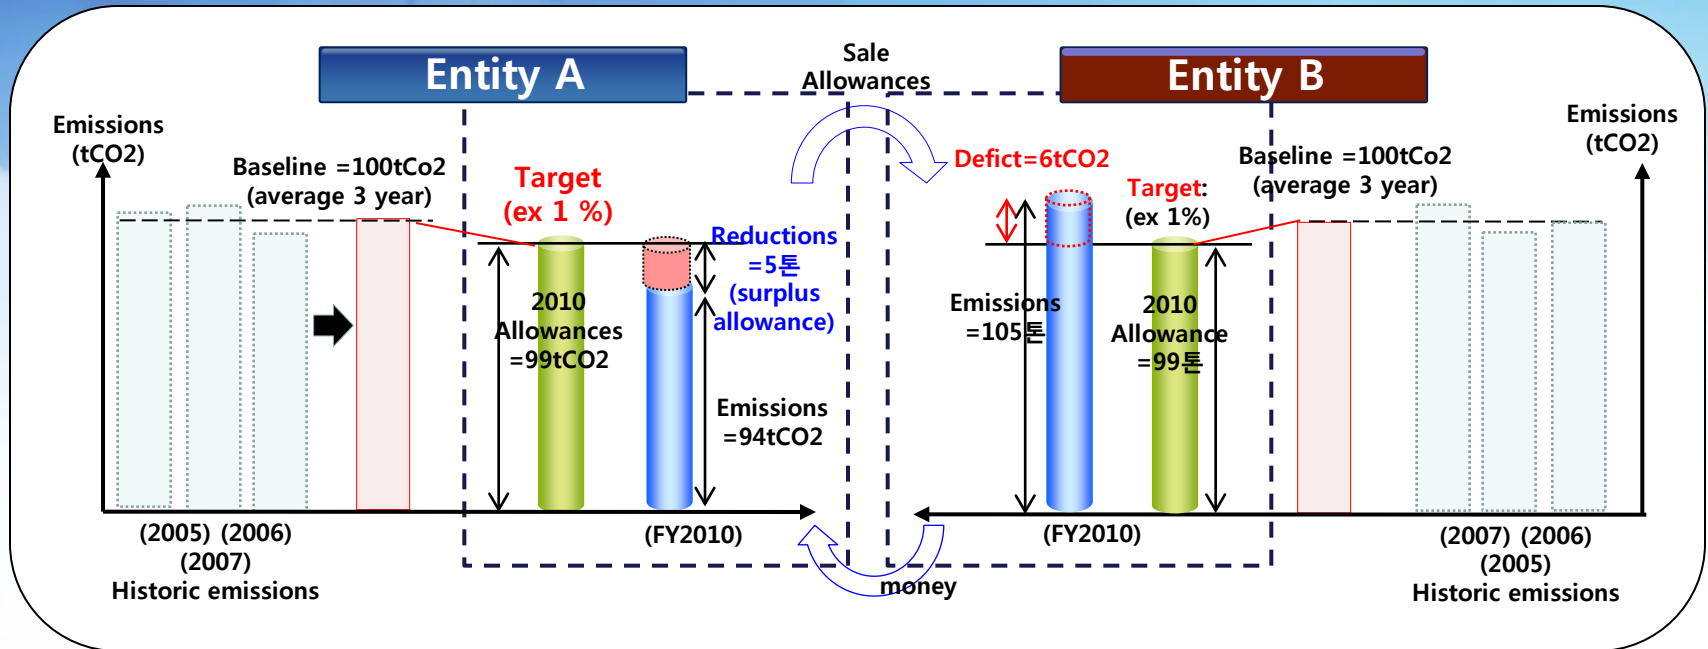 Entity A
Sale
Allowances
Entity B
Emissions
(tCO2)
Baseline =100tCo2
(average 3 year)
Target
(ex 1 %)
Reductions
=5톤
(surplus
allowance)
2010
Allowances
=99tCO2
Emissions
=94tCO2
(2005) (2006)
(2007)
Historic emissions
(FY2010)
money
Defict=6tCO2
Target:
(ex 1%)
Baseline =100tCo2
(average 3 year)
Emissions
(tCO2)
Emissions
=105톤
2010
Allowance
=99톤
(FY2010)
(2007) (2006)
(2005)
Historic emissions